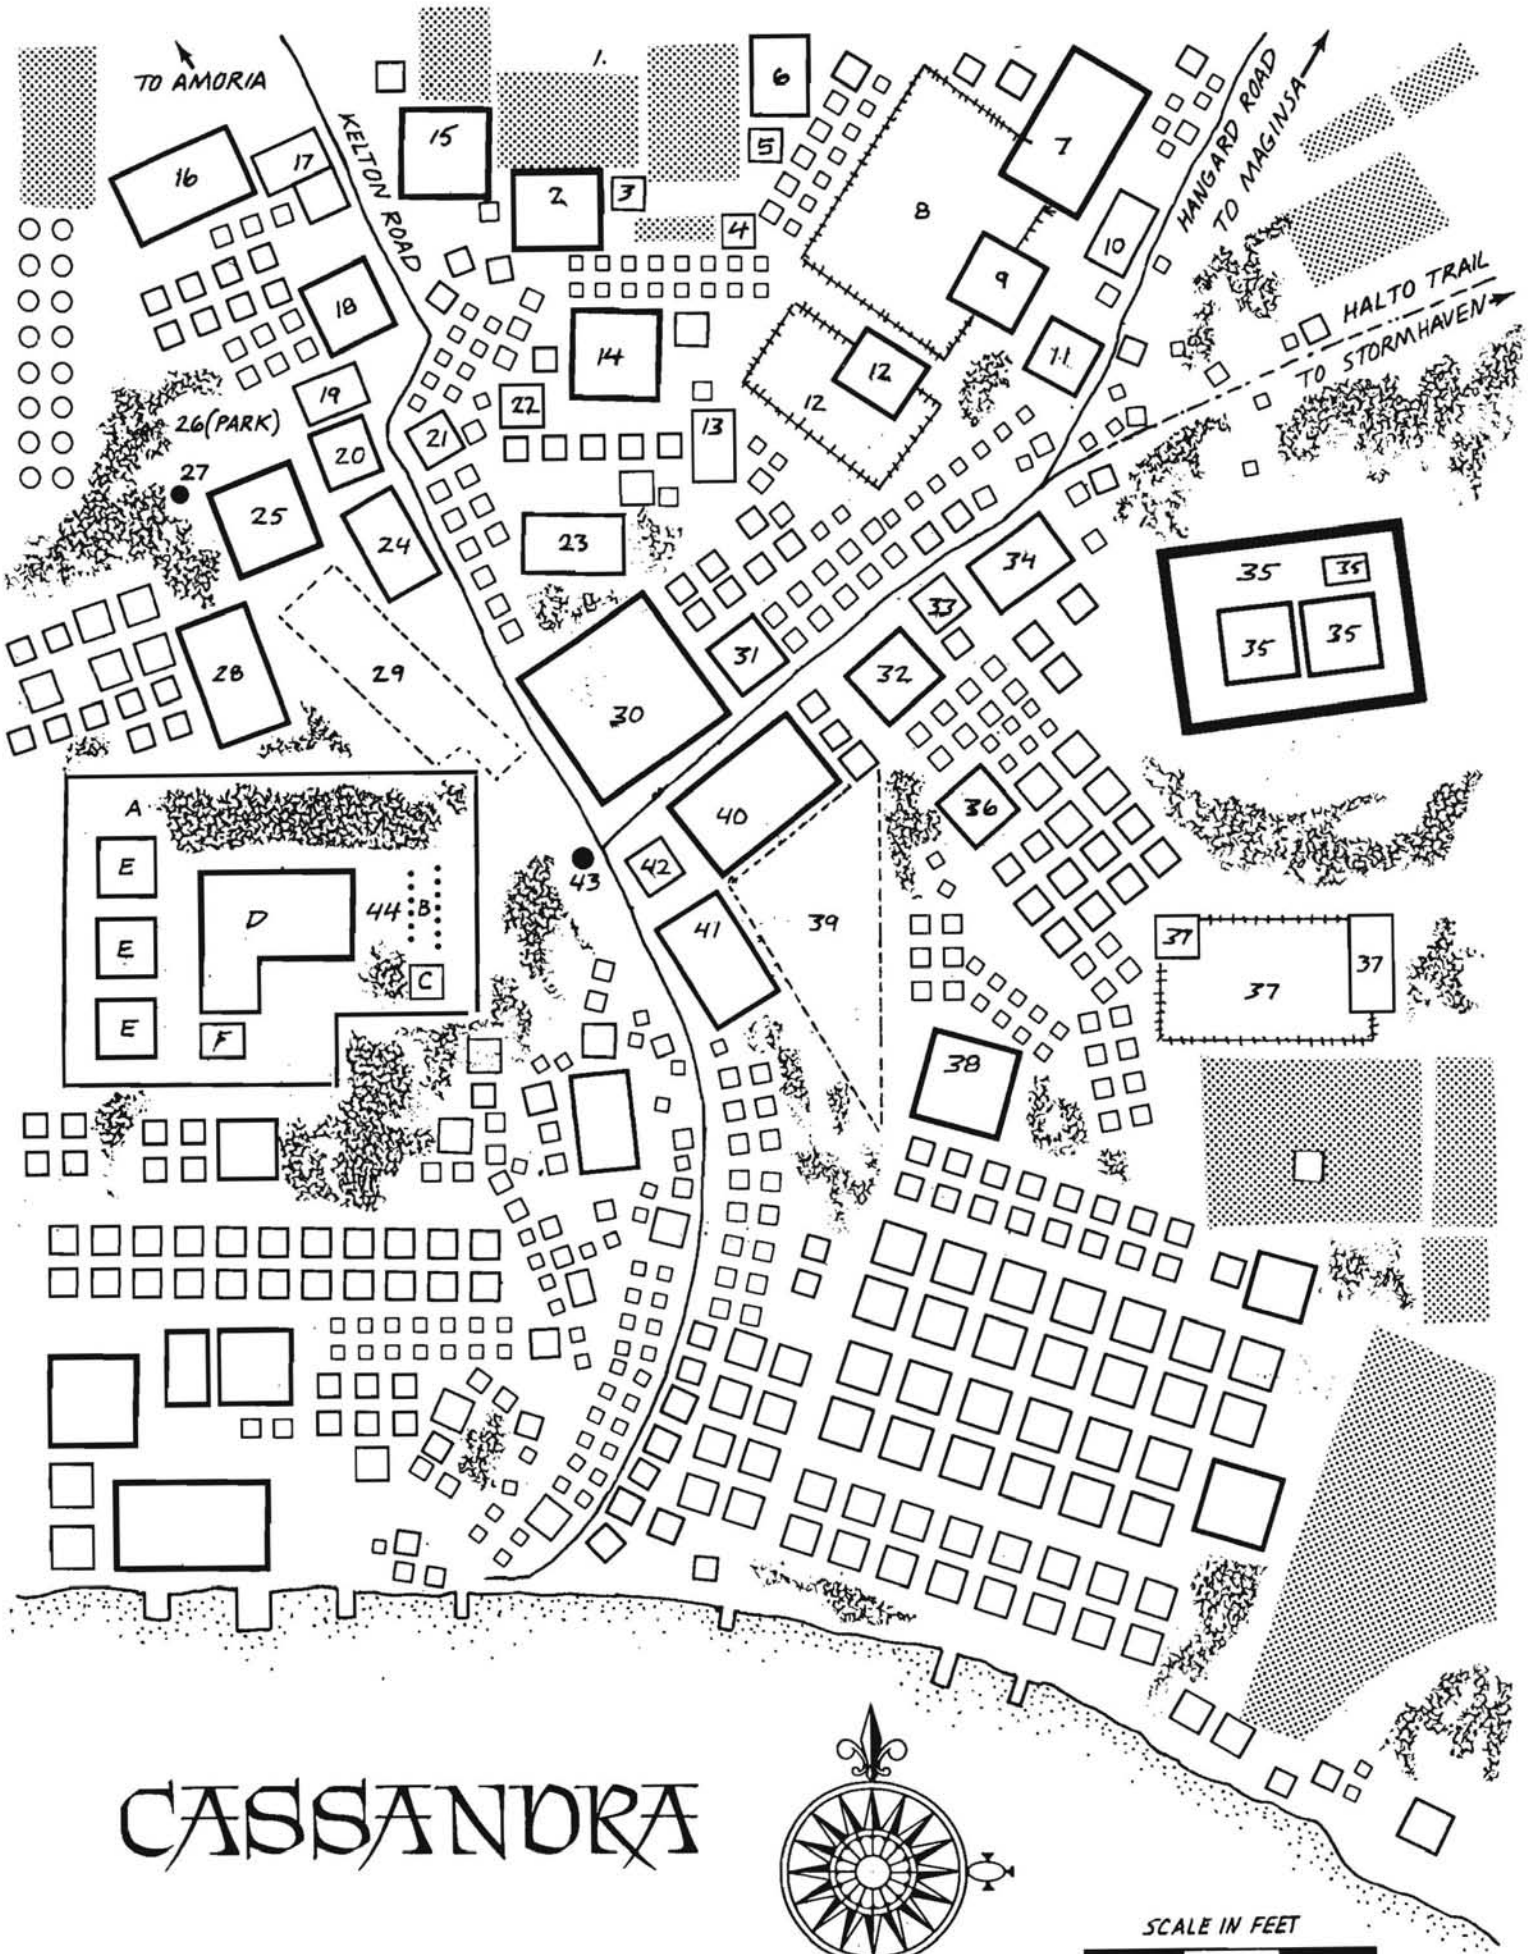 TO AMORIA
1.
6
KELTON ROAD
15
5
7
HANGARD ROAD
TO MAGINSA
16
17
2
3
8
4
10
9
HALTO TRAIL
TO STORMHAVEN
18
14
11
12
12
19
22
13
26(PARK)
21
20
27
25
24
23
34
35
35
35
35
33
31
32
28
29
30
36
40
A
E
42
43
D
44
B
39
41
E
C
37
37
37
E
F
38
CASSANDRA
SCALE IN FEET